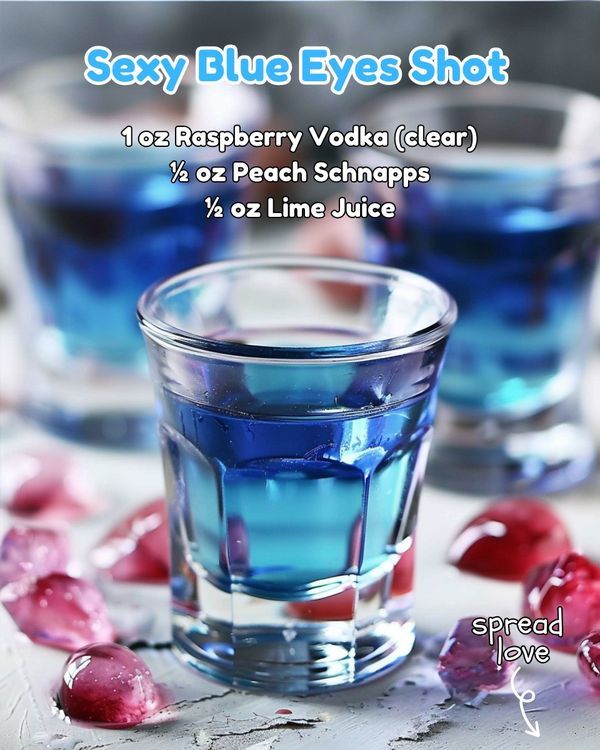 Sexy Blue Eyes Shot
1 oz Raspberry Vodka (clear)
½ oz Peach Schnapps
½ oz Lime Juice
spread
love